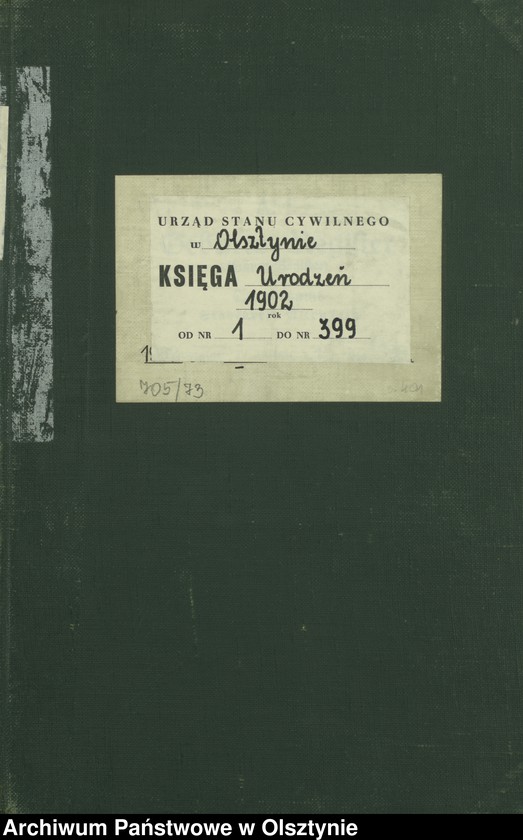 URZĄD STANU CYWILNEGO
w Olsztynie
KSIĘGA Urodzeń
1902
rok
OD NR 1 DO NR 399
705/73
Archiwum Państwowe w Olsztynie